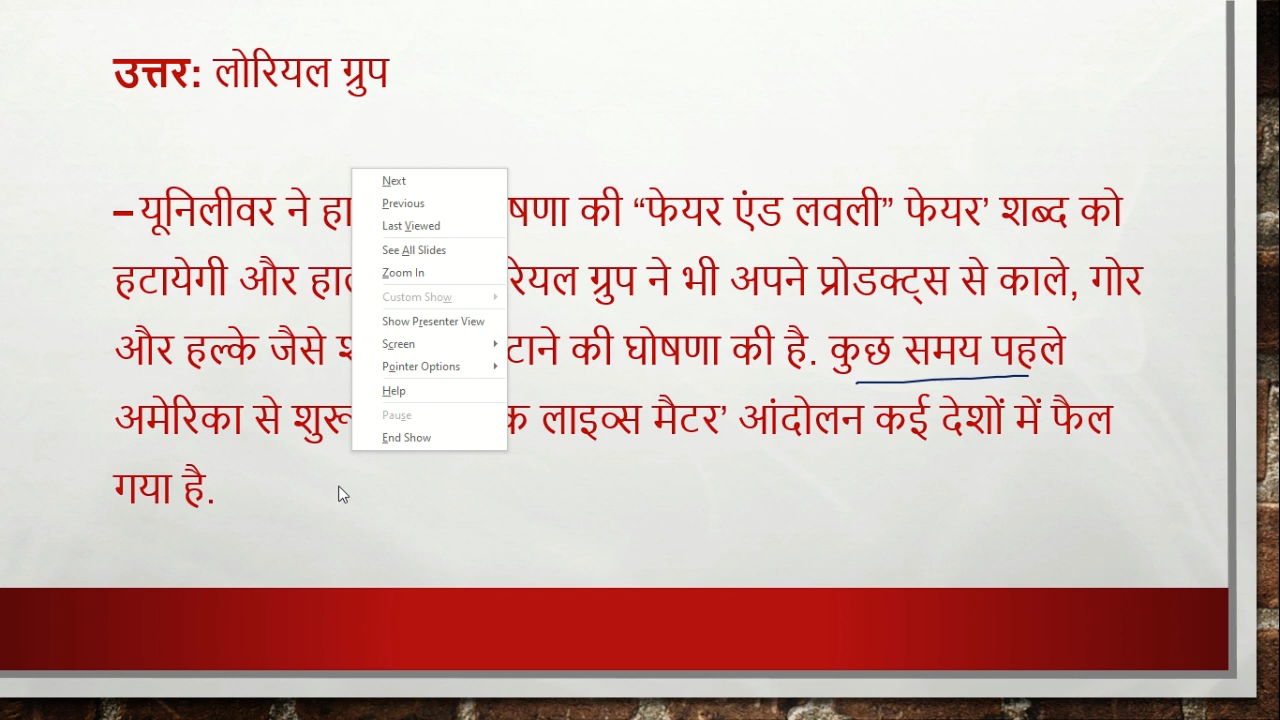 उत्तर: लोरियल ग्रुप
– यूनिलीवर ने की “फेयर एंड लवली” फेयर’ शब्द को
हटायेगी और ग्रुप ने भी अपने प्रोडक्ट्स से काले, गोर
और हल्के जैसे की घोषणा की है. कुछ समय पहले
अमेरिका से लाइव्स मैटर’ आंदोलन कई देशों में फैल
गया है.
Next
Previous
Last Viewed
See All Slides
Zoom In
Custom Show
Show Presenter View
Screen
Pointer Options
Help
Pause
End Show